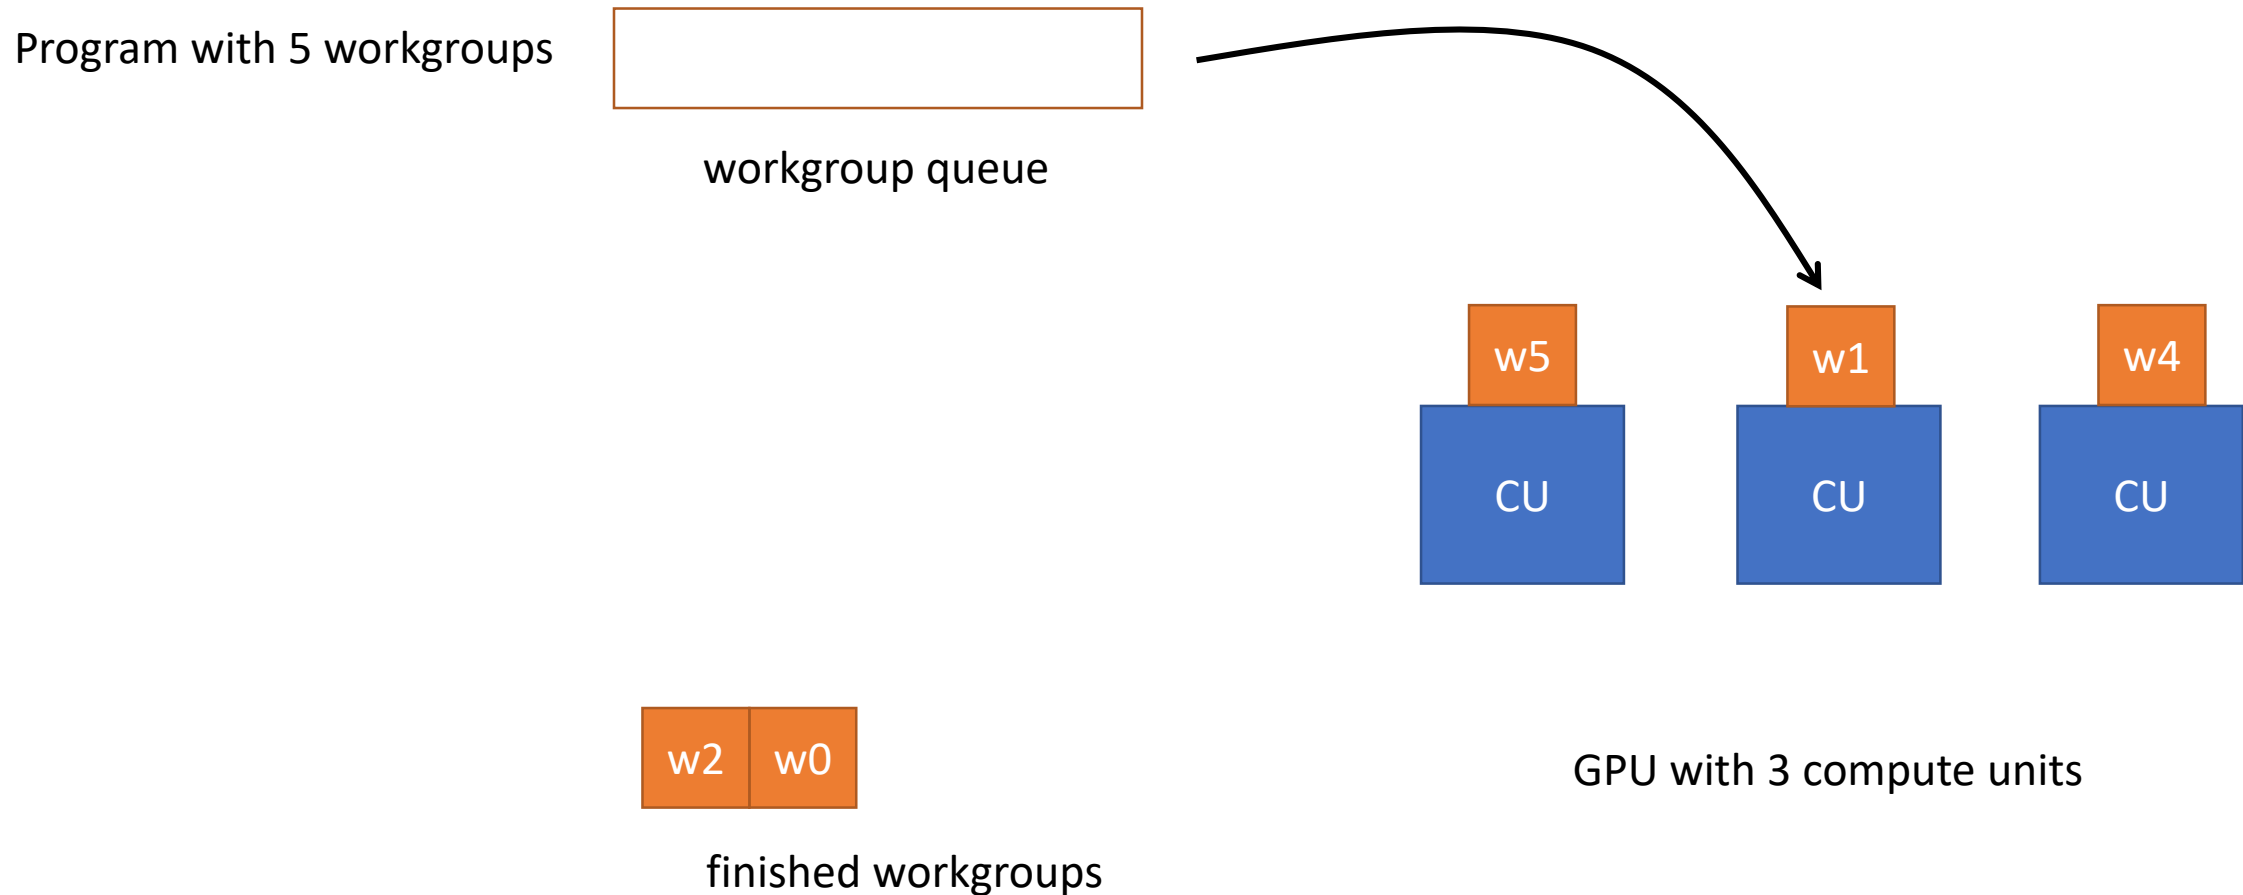 Program with 5 workgroups
workgroup queue
w5
w1
w4
CU
CU
CU
w2
w0
GPU with 3 compute units
finished workgroups